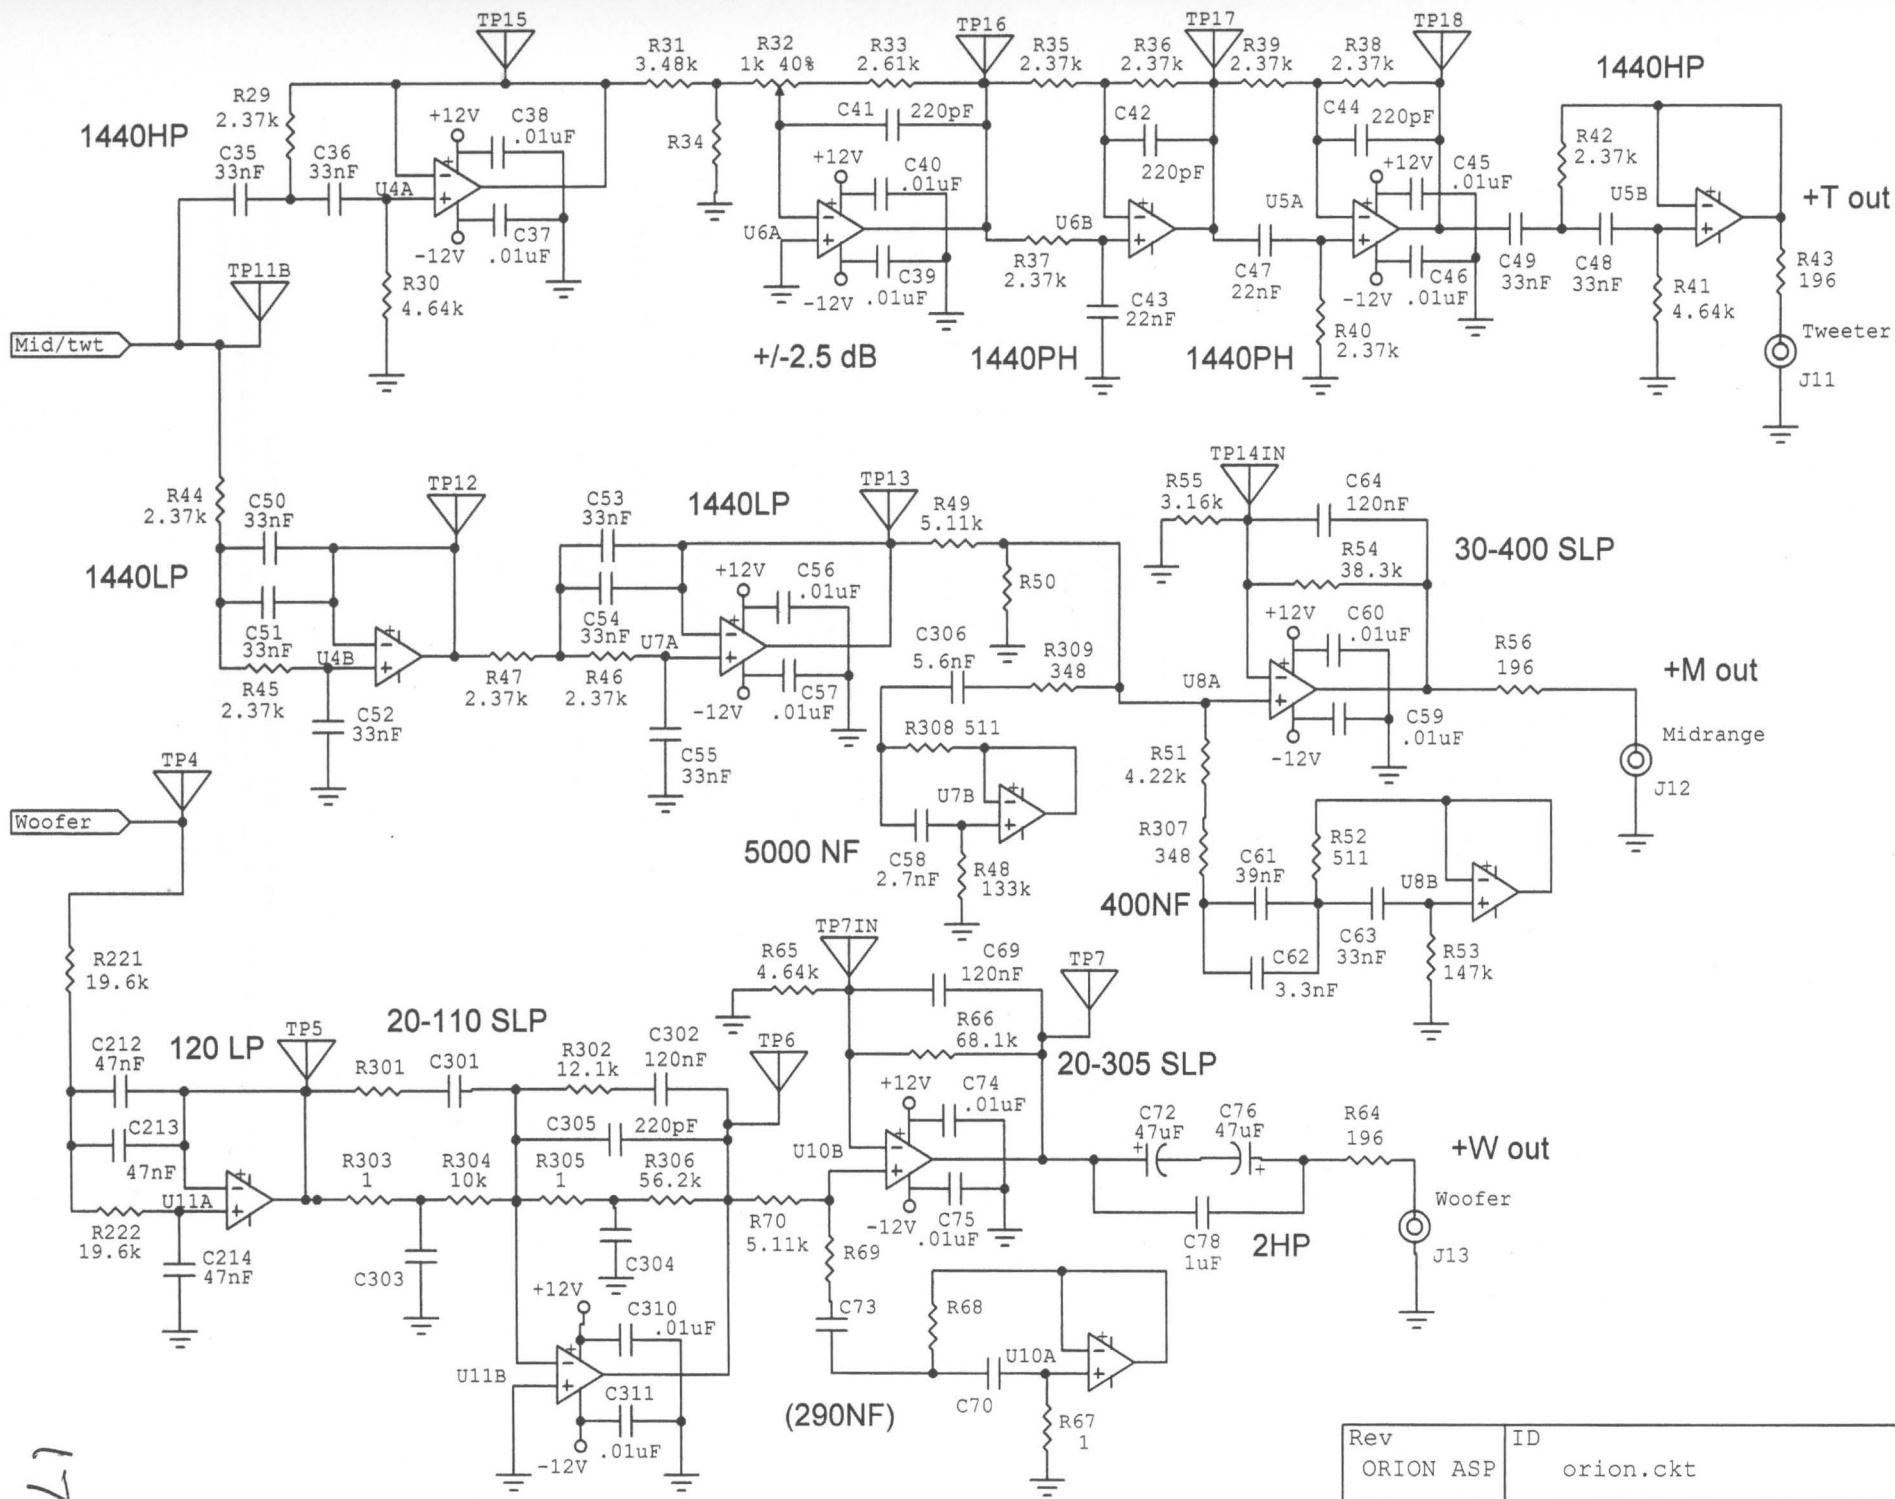 TP15
TP16
TP17
TP18
R31
3.48k
R32
1k 40%
R33
2.61k
R35
2.37k
R36
2.37k
R39
2.37k
R38
2.37k
1440HP
R29
2.37k
1440HP
C35
33nF
C36
33nF
U4A
+12V
C38
.01uF
C37
.01uF
-12V
R30
4.64k
R34
C41
220pF
+12V
C40
.01uF
U6A
C39
.01uF
-12V
+/-2.5 dB
C42
220pF
U6B
R37
2.37k
C43
22nF
1440PH
C44
220pF
+12V
C45
.01uF
U5A
C47
22nF
-12V
C46
.01uF
R40
2.37k
1440PH
R42
2.37k
U5B
C49
33nF
C48
33nF
R41
4.64k
+T out
R43
196
Tweeter
J11
TP11B
Mid/twt
R44
2.37k
C50
33nF
TP12
1440LP
C51
33nF
U4B
R45
2.37k
C52
33nF
C53
33nF
1440LP
TP13
C54
33nF
U7A
+12V
C56
.01uF
R47
2.37k
R46
2.37k
-12V
C57
.01uF
C55
33nF
R49
5.11k
R50
C306
5.6nF
R309
348
R308 511
U7B
5000 NF
C58
2.7nF
R48
133k
TP14IN
R55
3.16k
C64
120nF
R54
38.3k
30-400 SLP
+12V
C60
.01uF
U8A
C59
.01uF
-12V
R56
196
+M out
Midrange
J12
R51
4.22k
R307
348
400NF
C61
39nF
R52
511
U8B
C62
3.3nF
C63
33nF
R53
147k
TP4
Woofer
R221
19.6k
C212
47nF
120 LP
TP5
C213
47nF
U11A
R222
19.6k
C214
47nF
20-110 SLP
R301
C301
R302
12.1k
C302
120nF
TP6
C305
220pF
R303
1
R304
10k
R305
1
R306
56.2k
C303
C304
+12V
C310
.01uF
U11B
C311
.01uF
-12V
TP7IN
R65
4.64k
C69
120nF
TP7
R66
68.1k
20-305 SLP
+12V
C74
.01uF
U10B
-12V
C75
.01uF
R70
5.11k
R69
C73
R68
U10A
C70
R67
1
(290NF)
C72
47uF
C76
47uF
C78
1uF
2HP
R64
196
+W out
Woofer
J13
Rev
ORION ASP
ID
orion.ckt